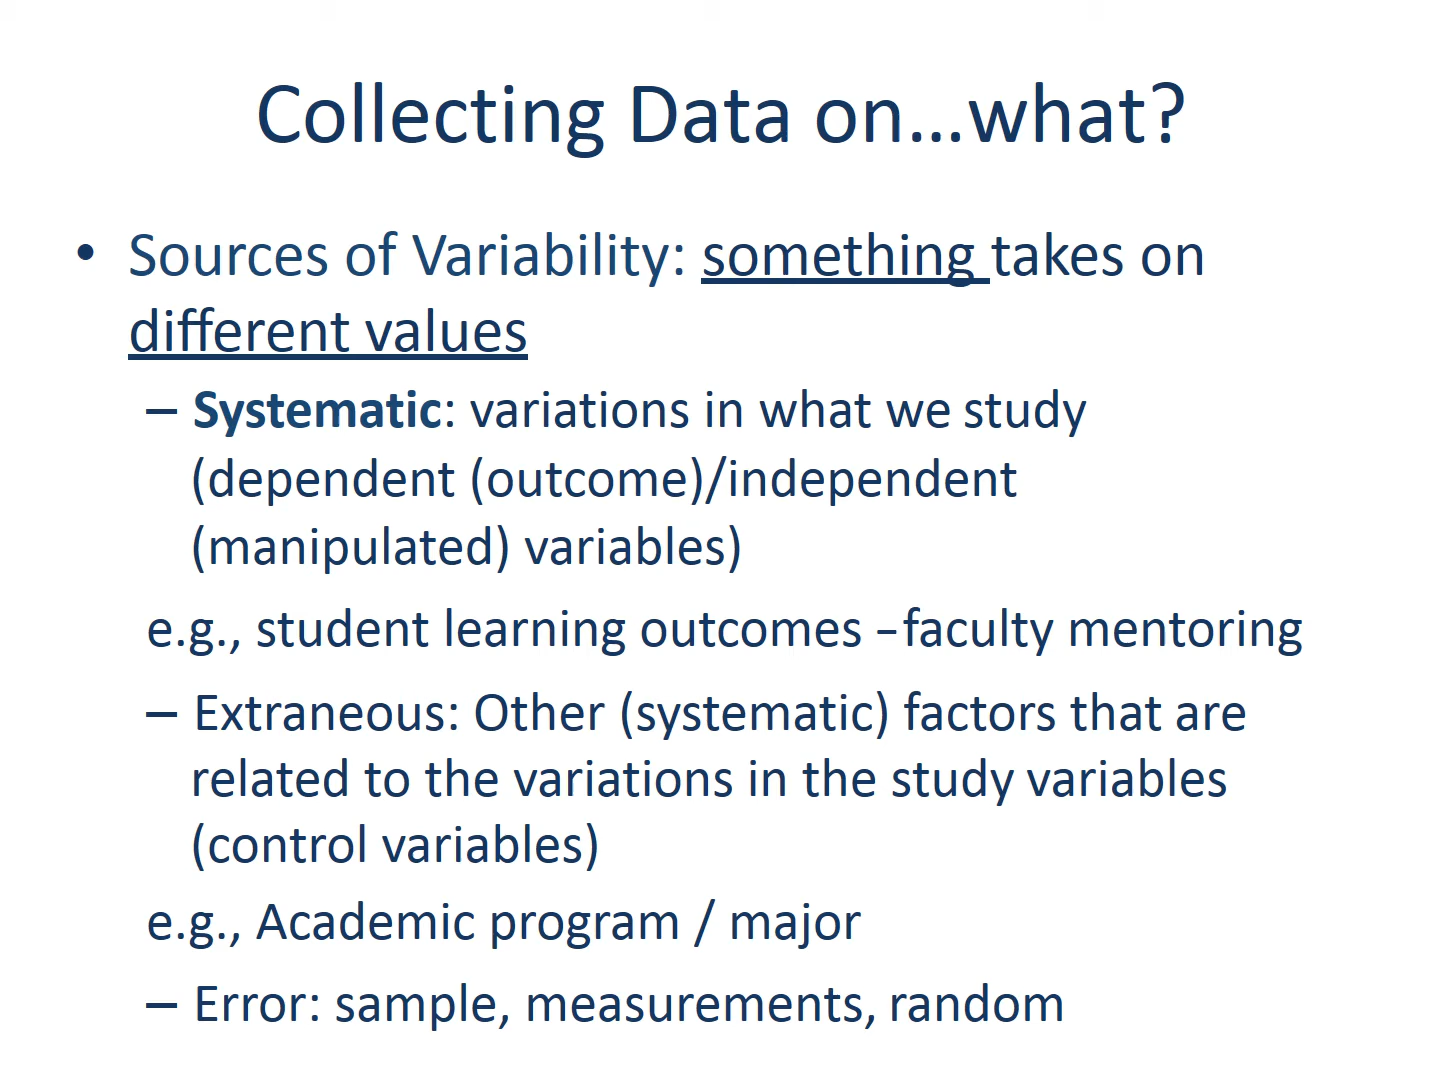 Collecting Data on...what?
• Sources of Variability: something takes on
different values
– Systematic: variations in what we study
(dependent (outcome)/independent
(manipulated) variables)
e.g., student learning outcomes –faculty mentoring
– Extraneous: Other (systematic) factors that are
related to the variations in the study variables
(control variables)
e.g., Academic program / major
– Error: sample, measurements, random